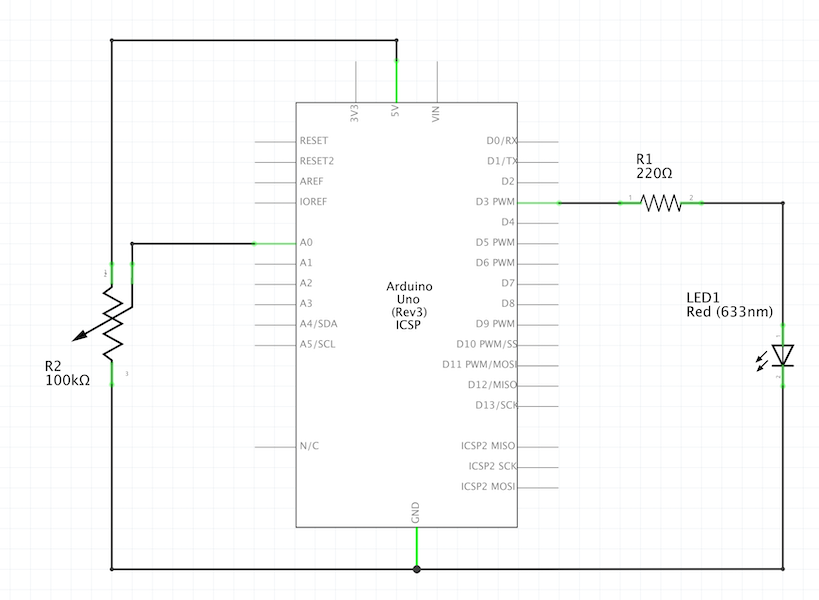 3V3
5V
VIN
RESET
RESET2
AREF
IOREF
A0
A1
A2
A3
A4/SDA
A5/SCL
N/C
Arduino
Uno
(Rev3)
ICSP
D0/RX
D1/TX
D2
D3 PWM
D4
D5 PWM
D6 PWM
D7
D8
D9 PWM
D10 PWM/SS
D11 PWM/MOSI
D12/MISO
D13/SCK
ICSP2 MISO
ICSP2 SCK
ICSP2 MOSI
GND
R1
220Ω
1
2
LED1
Red (633nm)
R2
100kΩ
3